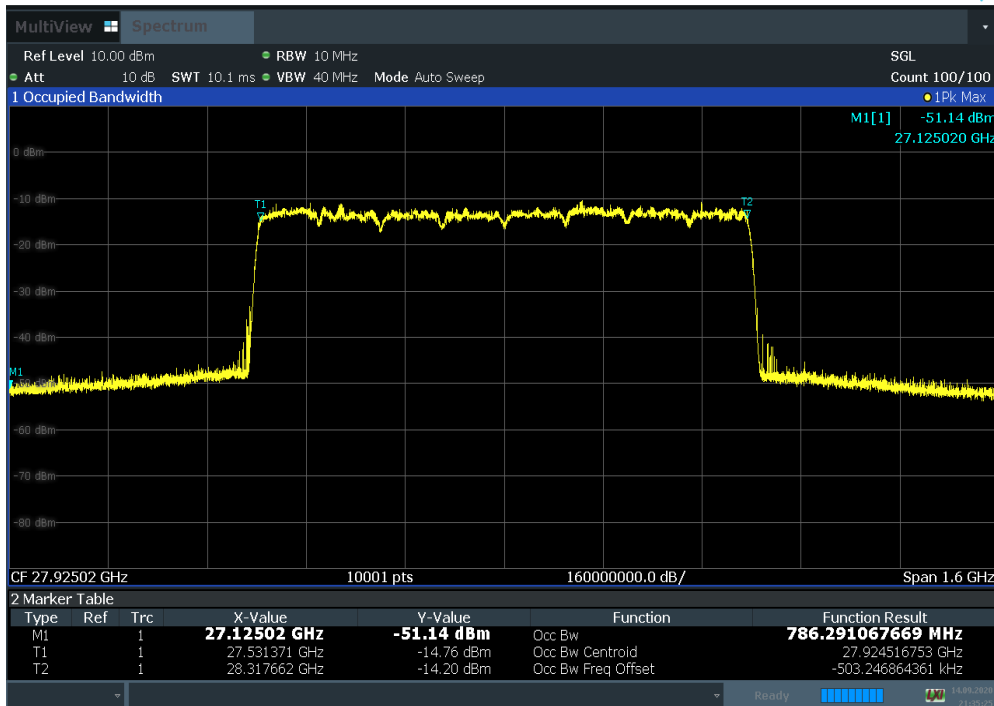 MultiView Spectrum
Ref Level 10.00 dBm RBW 10 MHz SGL
Att 10 dB SWT 10.1 ms VBW 40 MHz Mode Auto Sweep Count 100/100
1 Occupied Bandwidth 1Pk Max
M1[1] -51.14 dBm
27.125020 GHz
0 dBm
-10 dBm
T1 T2
-20 dBm
-30 dBm
-40 dBm
M1
-60 dBm
-70 dBm
-80 dBm
CF 27.92502 GHz 10001 pts 160000000.0 dB/ Span 1.6 GHz
2 Marker Table
Type Ref Trc X-Value Y-Value Function Function Result
M1 1 27.12502 GHz -51.14 dBm Occ Bw 786.291067669 MHz
T1 1 27.531371 GHz -14.76 dBm Occ Bw Centroid 27.924516753 GHz
T2 1 28.317662 GHz -14.20 dBm Occ Bw Freq Offset -503.246864361 kHz
Ready 14.09.2020
21:35:25